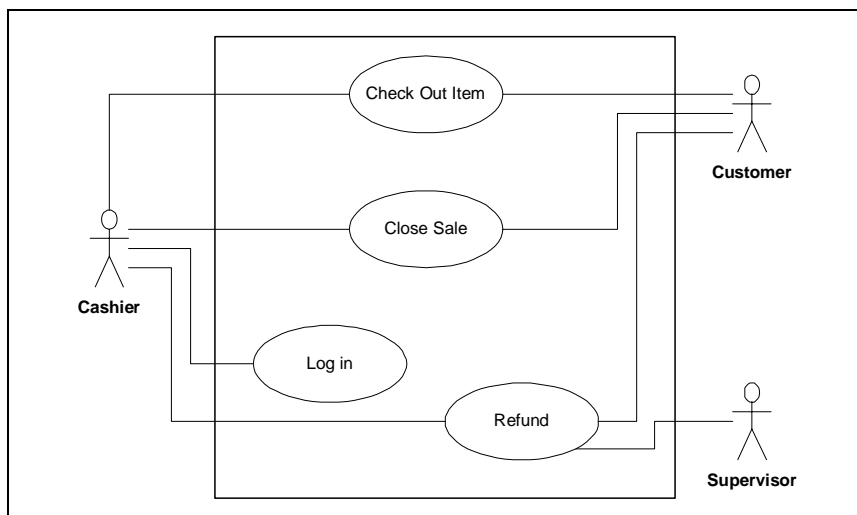 Check Out Item
Customer
Close Sale
Cashier
Log in
Refund
Supervisor